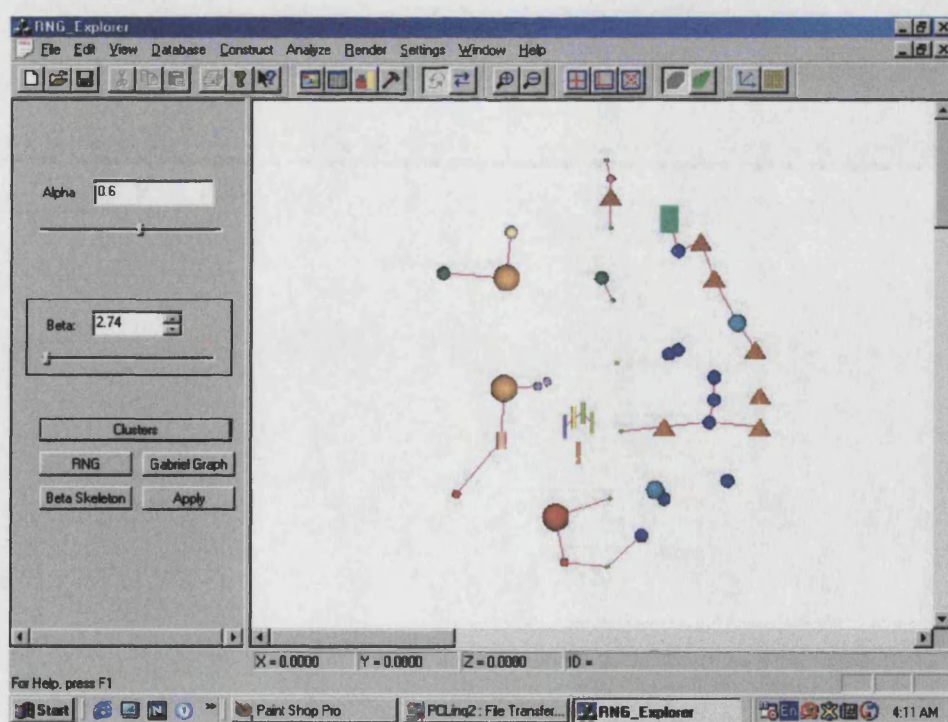 RNG_Explorer
File Edit View Database Construct Analyze Render Settings Window Help
Alpha 0.6
Beta: 2.74
Clusters
RNG Gabriel Graph
Beta Skeleton Apply
X = 0.0000 Y = 0.0000 Z = 0.0000 ID =
For Help, press F1
Start Paint Shop Pro PCLinq2 : File Transfer... RNG_Explorer 4:11 AM